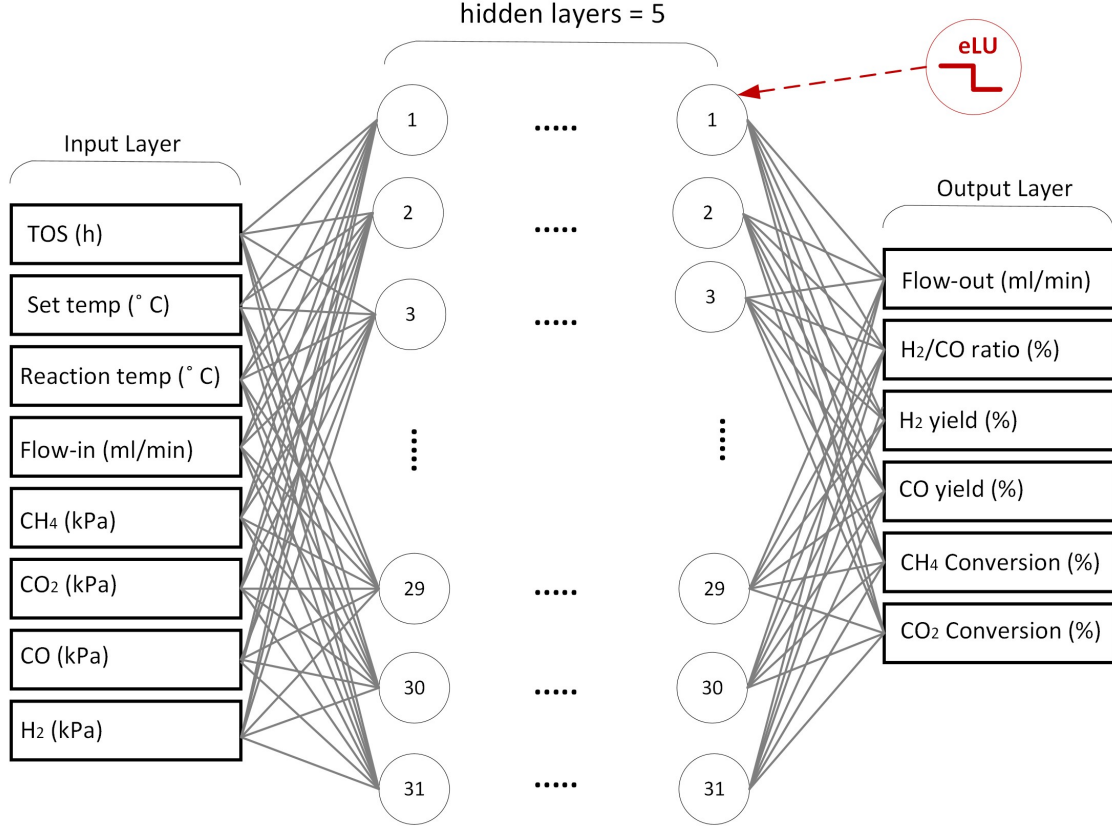 hidden layers = 5
eLU
Input Layer
TOS (h)
Set temp (° C)
Reaction temp (° C)
Flow-in (ml/min)
CH4 (kPa)
CO2 (kPa)
CO (kPa)
H2 (kPa)
1
2
3
29
30
31
1
2
3
29
30
31
Output Layer
Flow-out (ml/min)
H2/CO ratio (%)
H2 yield (%)
CO yield (%)
CH4 Conversion (%)
CO2 Conversion (%)